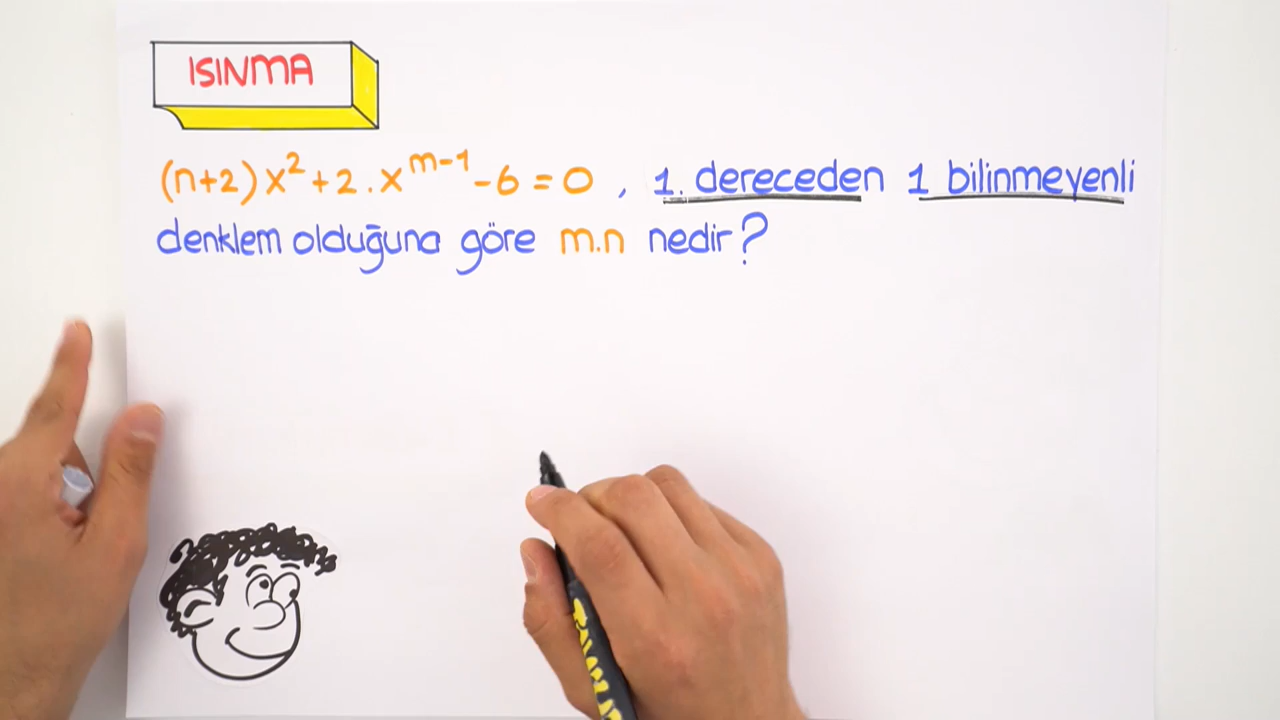 ISINMA
(n+2)x² + 2.x^(m-1) - 6 = 0 , 1. dereceden 1 bilinmeyenli
denklem olduğuna göre m.n nedir?